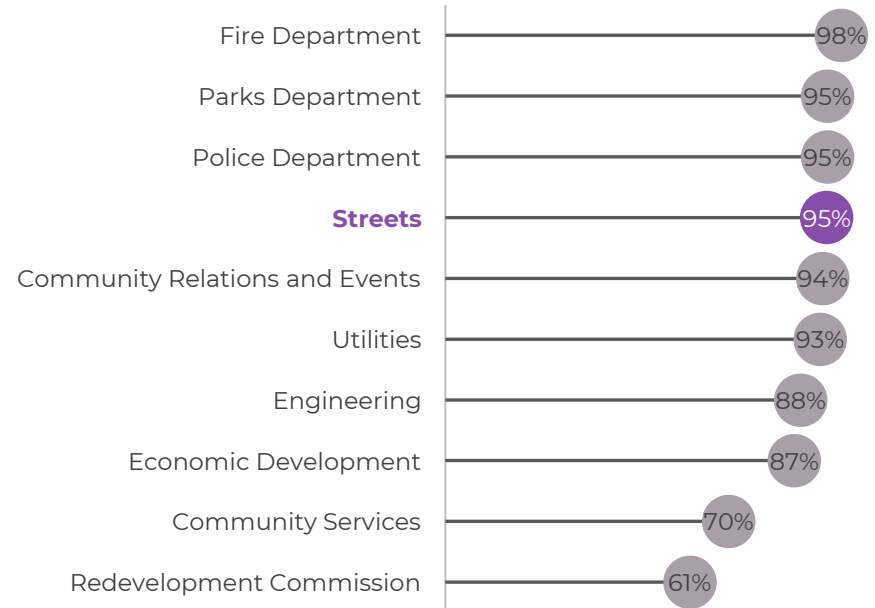 Fire Department 98%
Parks Department 95%
Police Department 95%
Streets 95%
Community Relations and Events 94%
Utilities 93%
Engineering 88%
Economic Development 87%
Community Services 70%
Redevelopment Commission 61%